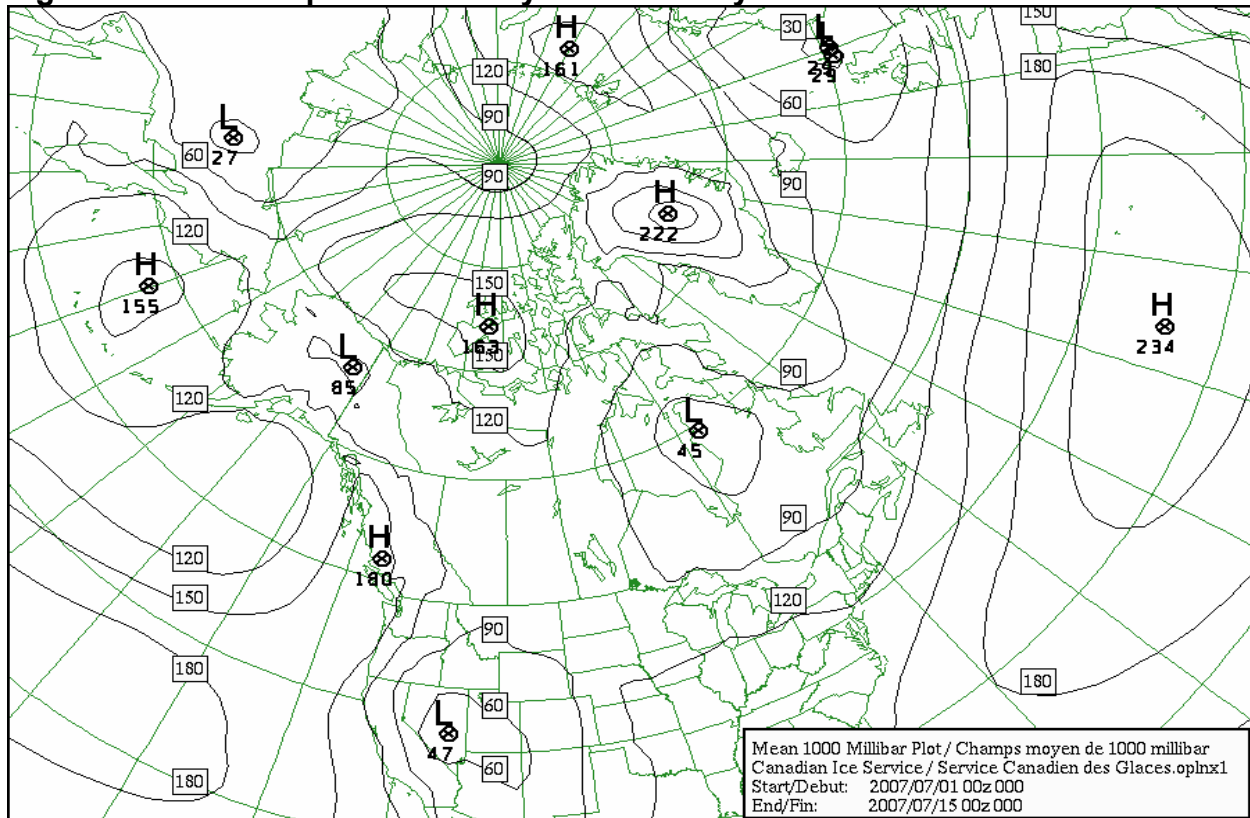 H
161
L
30
150
180
29
120
60
90
L
27
60
90
90
H
222
120
H
155
150
H
163
150
H
234
L
85
120
120
90
90
L
45
90
H
180
120
150
120
90
180
180
60
L
47
60
180
Mean 1000 Millibar Plot / Champs moyen de 1000 millibar
Canadian Ice Service / Service Canadien des Glaces.oplnx1
Start/Debut: 2007/07/01 00z 000
End/Fin: 2007/07/15 00z 000